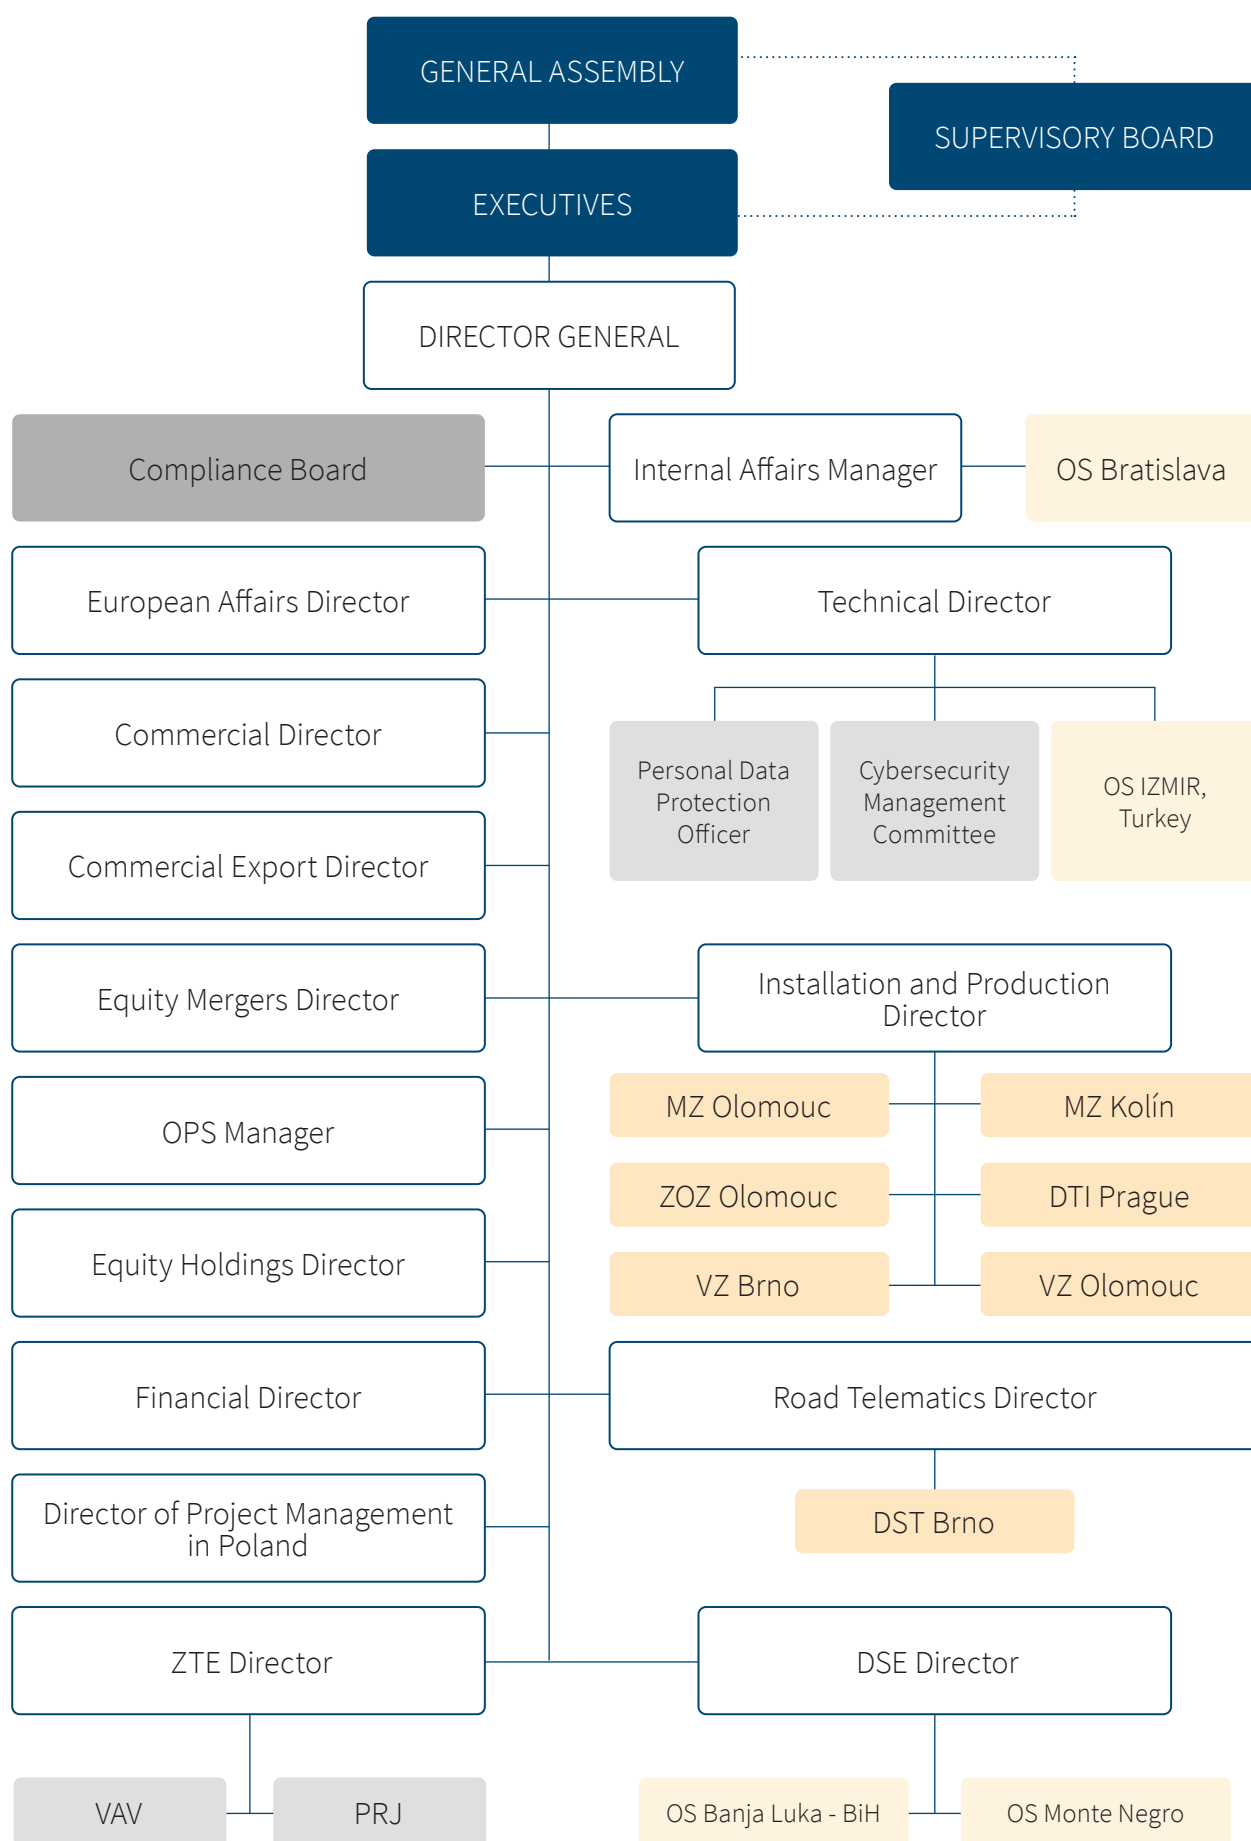 GENERAL ASSEMBLY
SUPERVISORY BOARD
EXECUTIVES
DIRECTOR GENERAL
Compliance Board
Internal Affairs Manager
OS Bratislava
European Affairs Director
Technical Director
Commercial Director
Personal Data
Protection
Officer
Cybersecurity
Management
Committee
OS IZMIR,
Turkey
Commercial Export Director
Equity Mergers Director
Installation and Production
Director
MZ Olomouc
MZ Kolín
OPS Manager
ZOZ Olomouc
DTI Prague
Equity Holdings Director
VZ Brno
VZ Olomouc
Financial Director
Road Telematics Director
Director of Project Management
in Poland
DST Brno
ZTE Director
DSE Director
VAV
PRJ
OS Banja Luka - BiH
OS Monte Negro